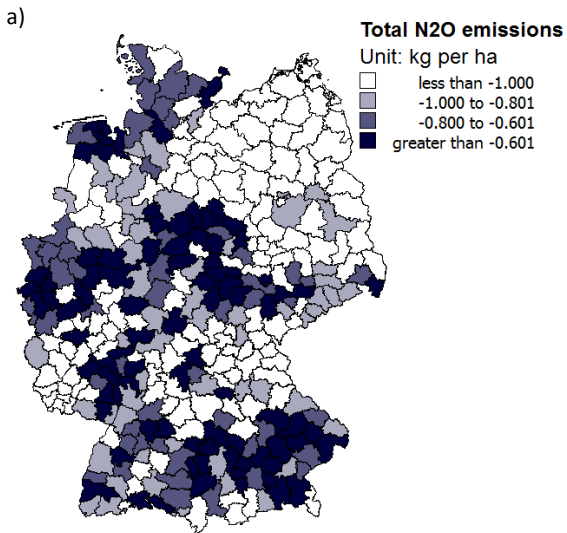 a)
Total N2O emissions
Unit: kg per ha
less than -1.000
-1.000 to -0.801
-0.800 to -0.601
greater than -0.601